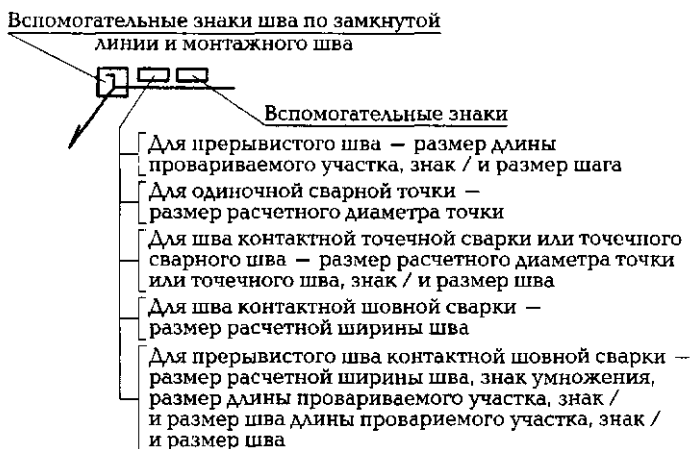 Вспомогательные знаки шва по замкнутой
линии и монтажного шва
Вспомогательные знаки
Для прерывистого шва — размер длины
провариваемого участка, знак / и размер шага
Для одиночной сварной точки —
размер расчетного диаметра точки
Для шва контактной точечной сварки или точечного
сварного шва — размер расчетного диаметра точки
или точечного шва, знак / и размер шва
Для шва контактной шовной сварки —
размер расчетной ширины шва
Для прерывистого шва контактной шовной сварки —
размер расчетной ширины шва, знак умножения,
размер длины провариваемого участка, знак /
и размер шва длины провариемого участка, знак /
и размер шва